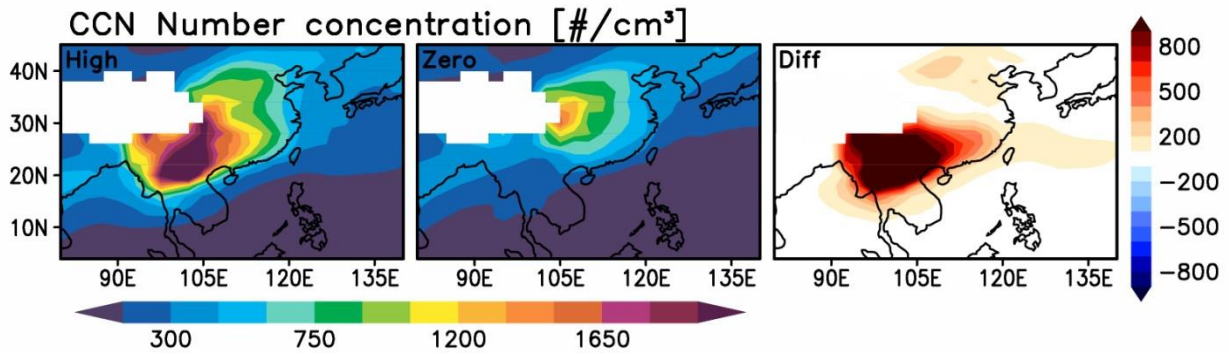 CCN Number concentration [#/cm³]
High
Zero
Diff
40N
30N
20N
10N
90E 105E 120E 135E
90E 105E 120E 135E
90E 105E 120E 135E
300 750 1200 1650
800
500
200
−200
−500
−800